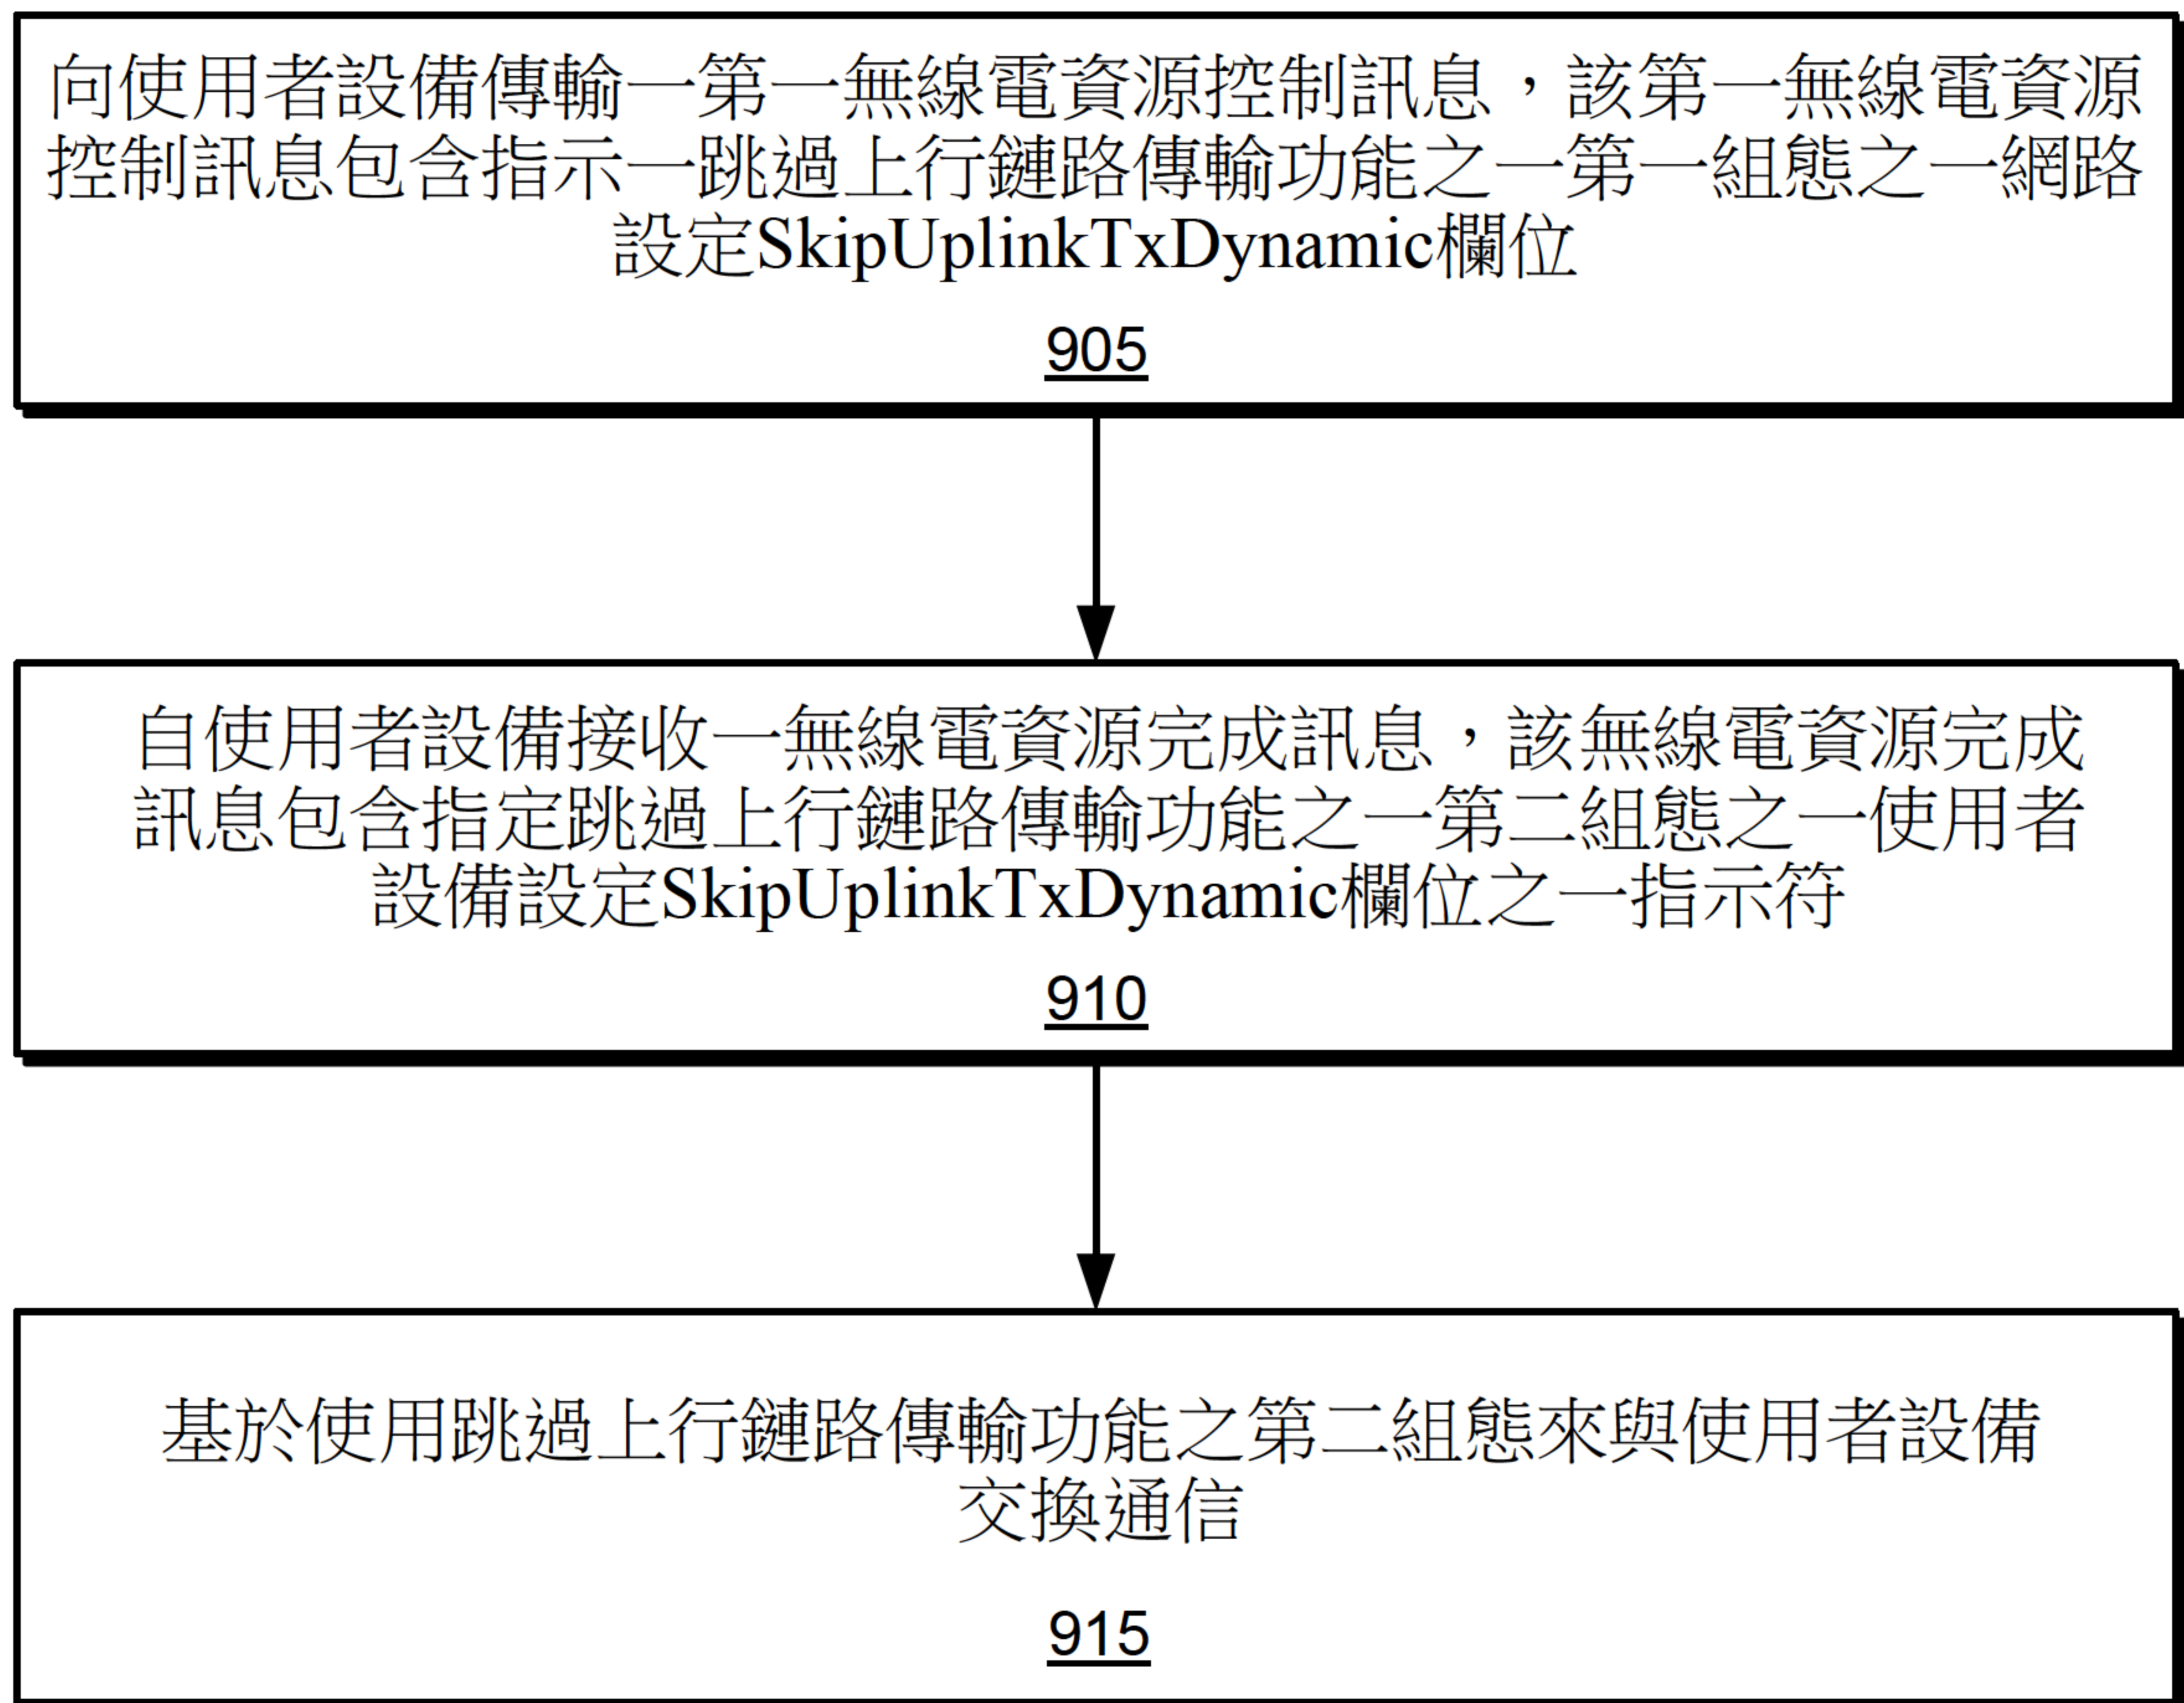 向使用者設備傳輸一第一無線電資源控制訊息，該第一無線電資源
控制訊息包含指示一跳過上行鏈路傳輸功能之一第一組態之一網路
設定SkipUplinkTxDynamic欄位
905
自使用者設備接收一無線電資源完成訊息，該無線電資源完成
訊息包含指定跳過上行鏈路傳輸功能之一第二組態之一使用者
設備設定SkipUplinkTxDynamic欄位之一指示符
910
基於使用跳過上行鏈路傳輸功能之第二組態來與使用者設備
交換通信
915